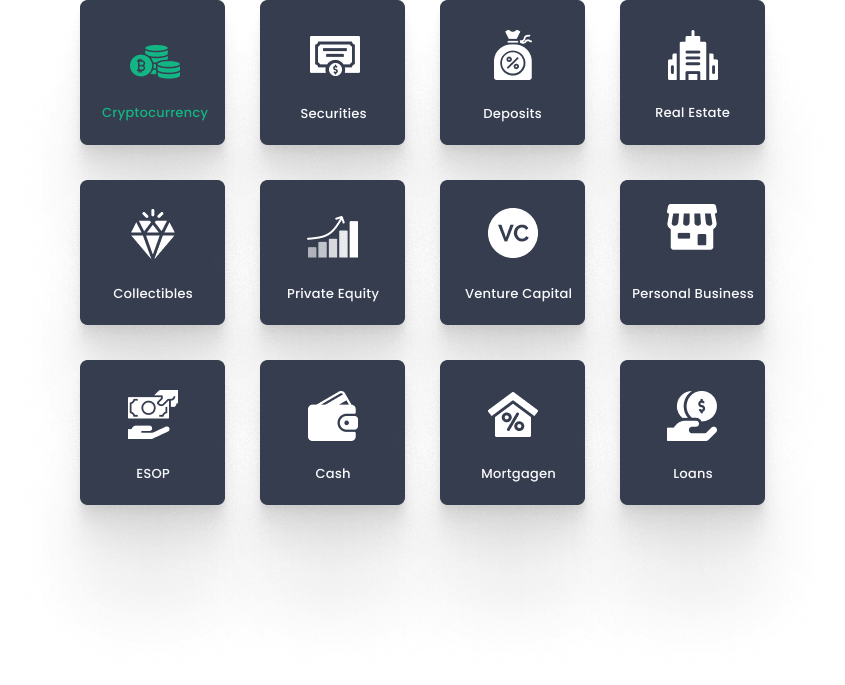 Cryptocurrency
Securities
Deposits
Real Estate
Collectibles
Private Equity
VC
Venture Capital
Personal Business
ESOP
Cash
Mortgagen
Loans